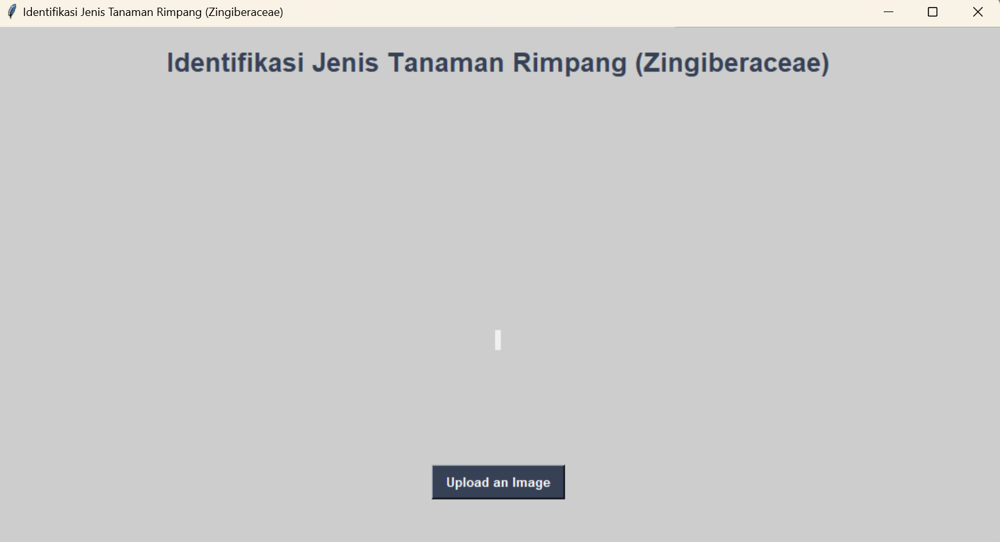 Identifikasi Jenis Tanaman Rimpang (Zingiberaceae)
Identifikasi Jenis Tanaman Rimpang (Zingiberaceae)
Upload an Image